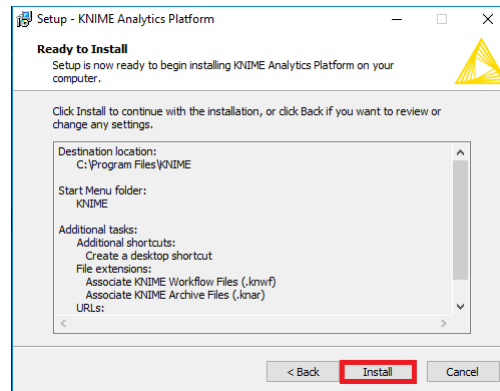 Setup - KNIME Analytics Platform
Ready to Install
Setup is now ready to begin installing KNIME Analytics Platform on your
computer.
Click Install to continue with the installation, or click Back if you want to review or
change any settings.
Destination location:
C:\Program Files\KNIME
Start Menu folder:
KNIME
Additional tasks:
Additional shortcuts:
Create a desktop shortcut
File extensions:
Associate KNIME Workflow Files (.knwf)
Associate KNIME Archive Files (.knar)
URLs:
< Back Install Cancel